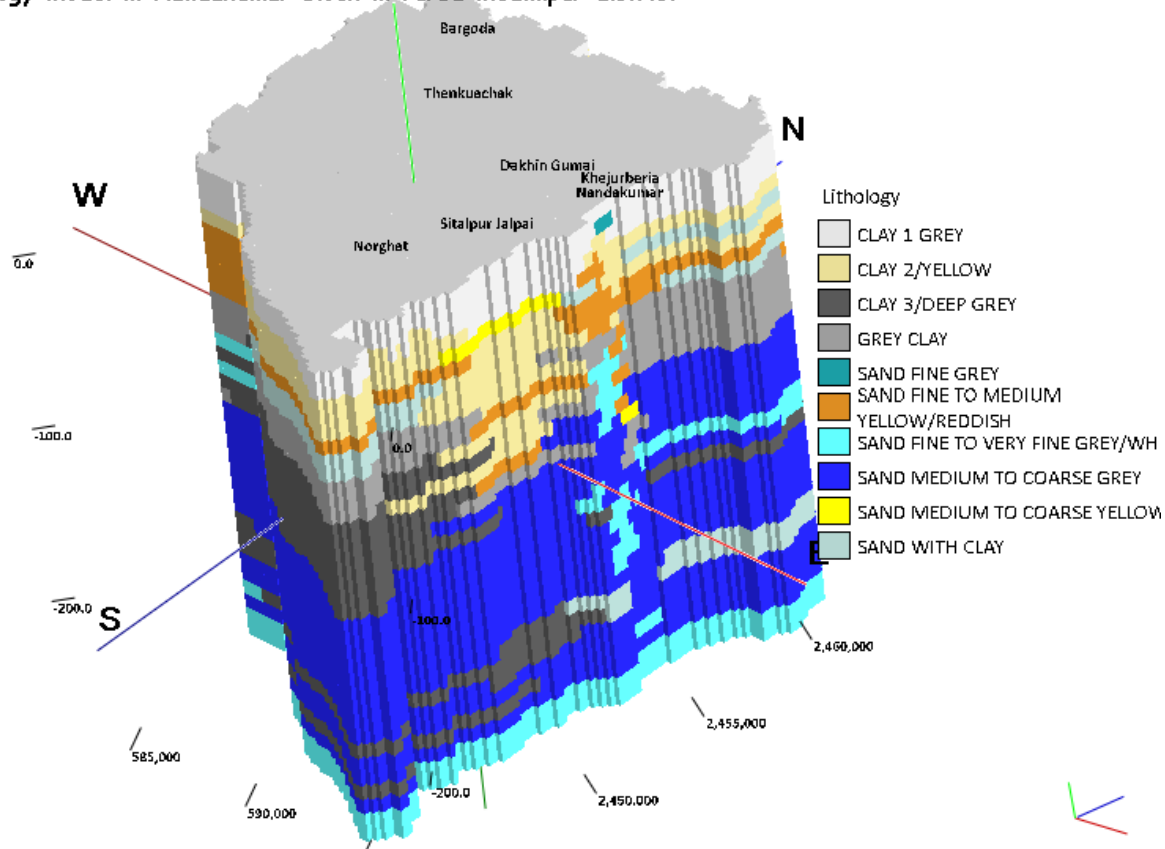 Bargoda
Thenkuachak
N
Dakhin Gumai
Khejurberia
Nandakumar
W
Sitalpur Jalpai
Norghat
0.0
-100.0
0.0
-200.0
S
-100.0
E
2,460,000
2,455,000
585,000
-200.0
2,450,000
590,000
Lithology
CLAY 1 GREY
CLAY 2/YELLOW
CLAY 3/DEEP GREY
GREY CLAY
SAND FINE GREY
SAND FINE TO MEDIUM
YELLOW/REDDISH
SAND FINE TO VERY FINE GREY/WH
SAND MEDIUM TO COARSE GREY
SAND MEDIUM TO COARSE YELLOW
SAND WITH CLAY